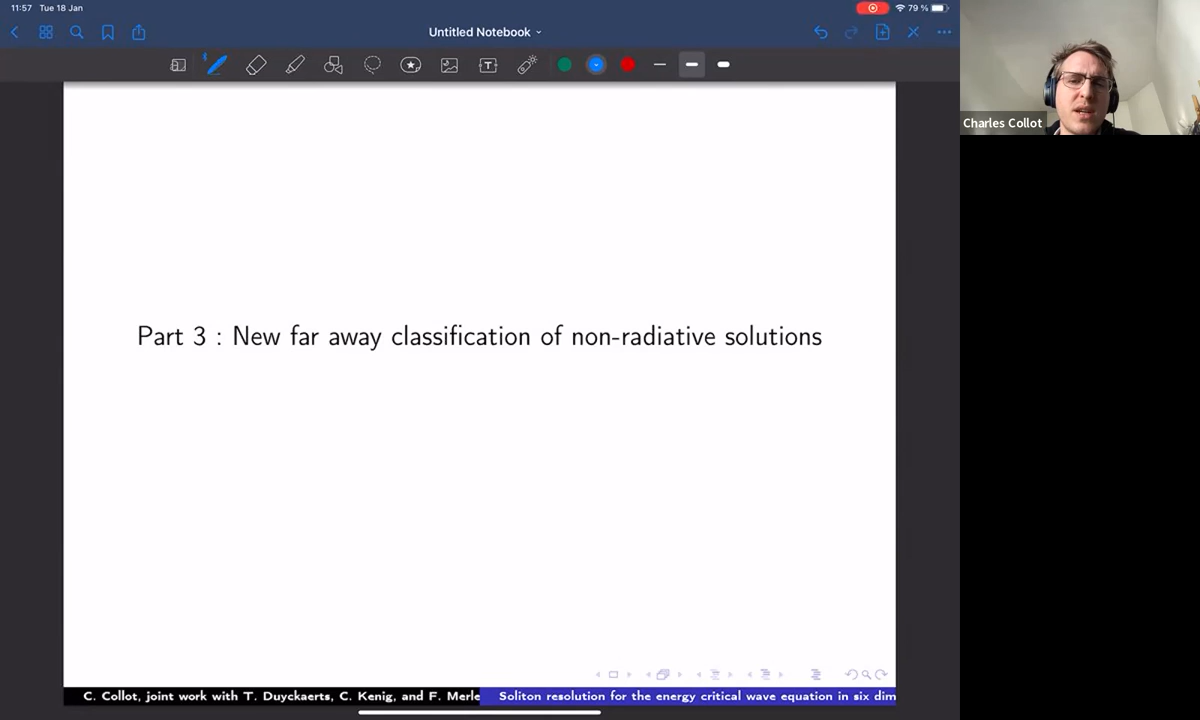 11:57 Tue 18 Jan
79 %
Untitled Notebook
T
Charles Collot
Part 3 : New far away classification of non-radiative solutions
C. Collot, joint work with T. Duyckaerts, C. Kenig, and F. Merle
Soliton resolution for the energy critical wave equation in six dim